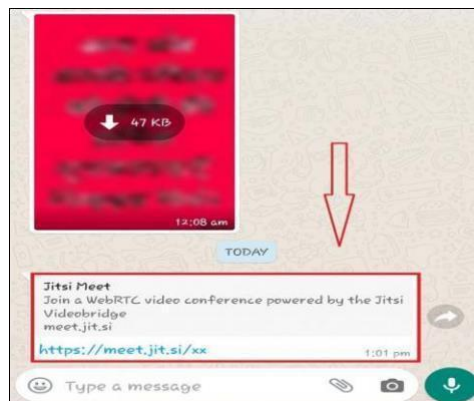 47 KB
12:08 am
TODAY
Jitsi Meet
Join a WebRTC video conference powered by the Jitsi
Videobridge
meet.jit.si
https://meet.jit.si/xx
1:01 pm
Type a message